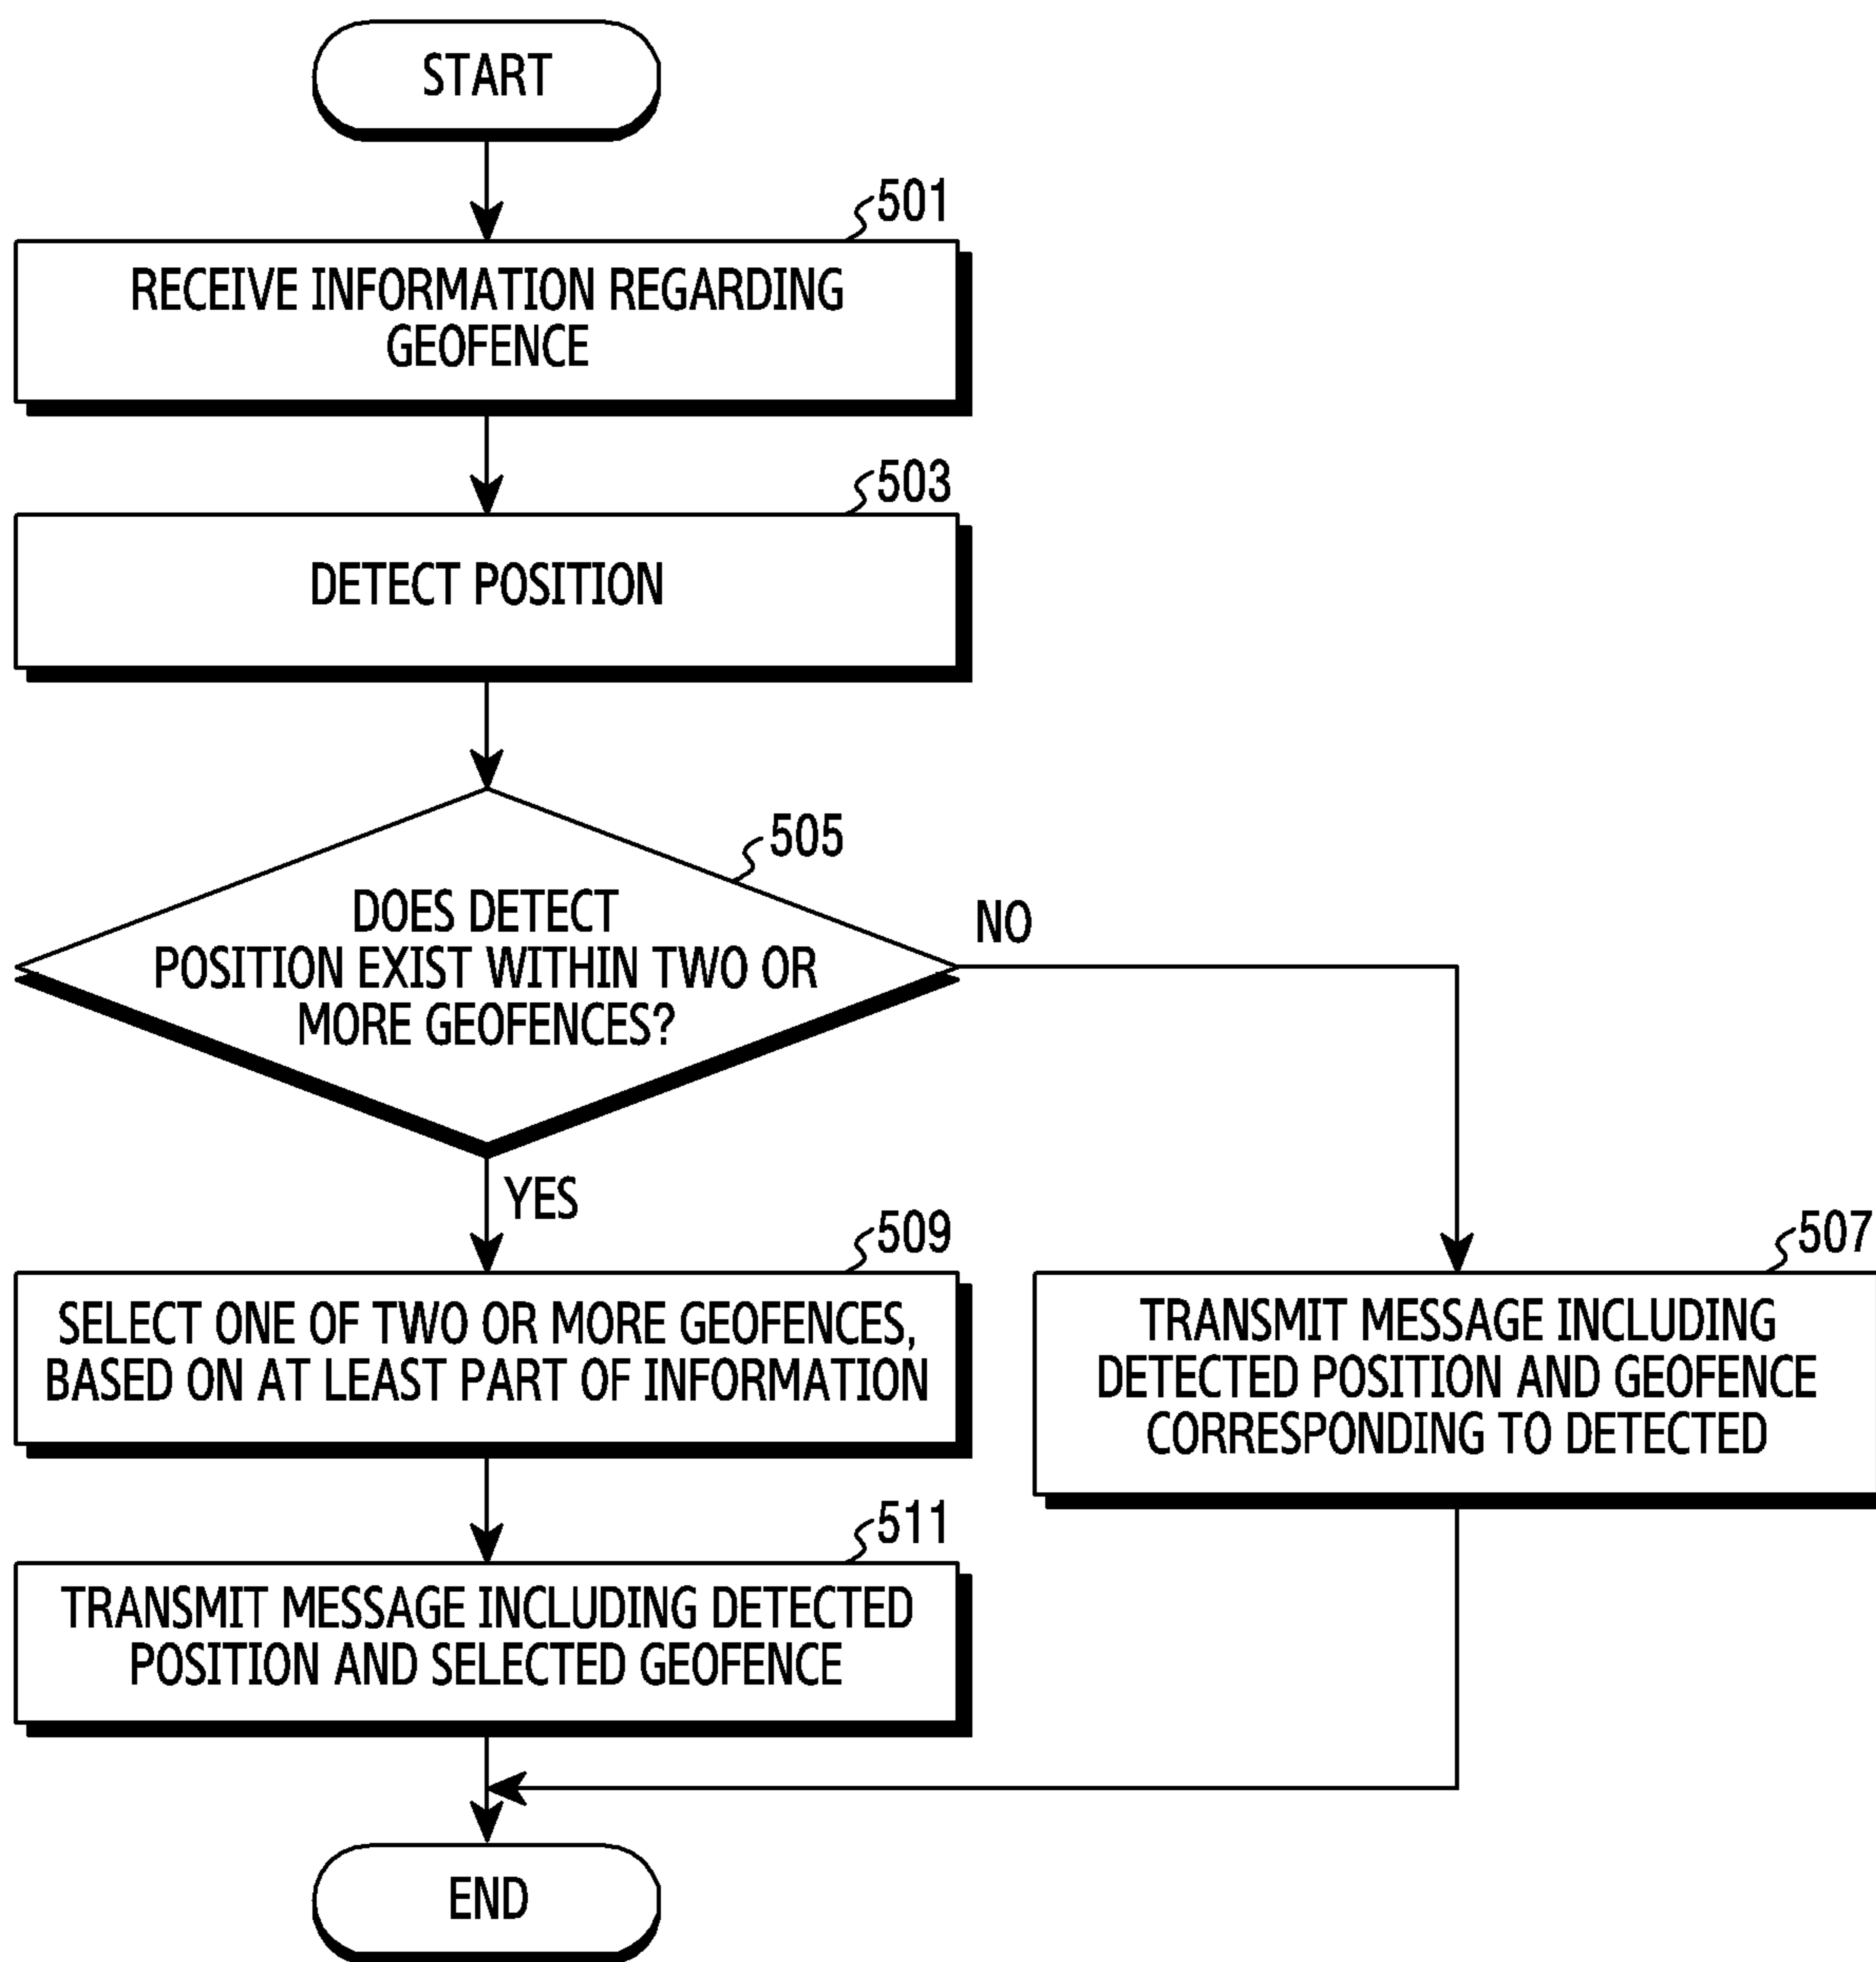 START
501
RECEIVE INFORMATION REGARDING
GEOFENCE
503
DETECT POSITION
505
DOES DETECT
POSITION EXIST WITHIN TWO OR
MORE GEOFENCES?
NO
YES
509
SELECT ONE OF TWO OR MORE GEOFENCES,
BASED ON AT LEAST PART OF INFORMATION
507
TRANSMIT MESSAGE INCLUDING
DETECTED POSITION AND GEOFENCE
CORRESPONDING TO DETECTED
511
TRANSMIT MESSAGE INCLUDING DETECTED
POSITION AND SELECTED GEOFENCE
END